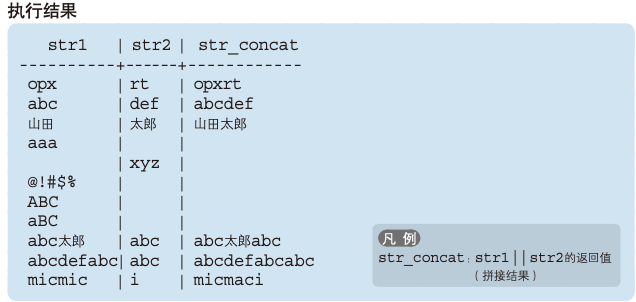 执行结果
str1 | str2 | str_concat
----------+------+------------
opx | rt | opxrt
abc | def | abcdef
山田 | 太郎 | 山田太郎
aaa | |
| xyz |
@!#$% | |
ABC | |
aBC | |
abc太郎 | abc | abc太郎abc
abcdefabc| abc | abcdefabcabc
micmic | i | micmaci
凡 例
str_concat：str1||str2的返回值
（拼接结果）